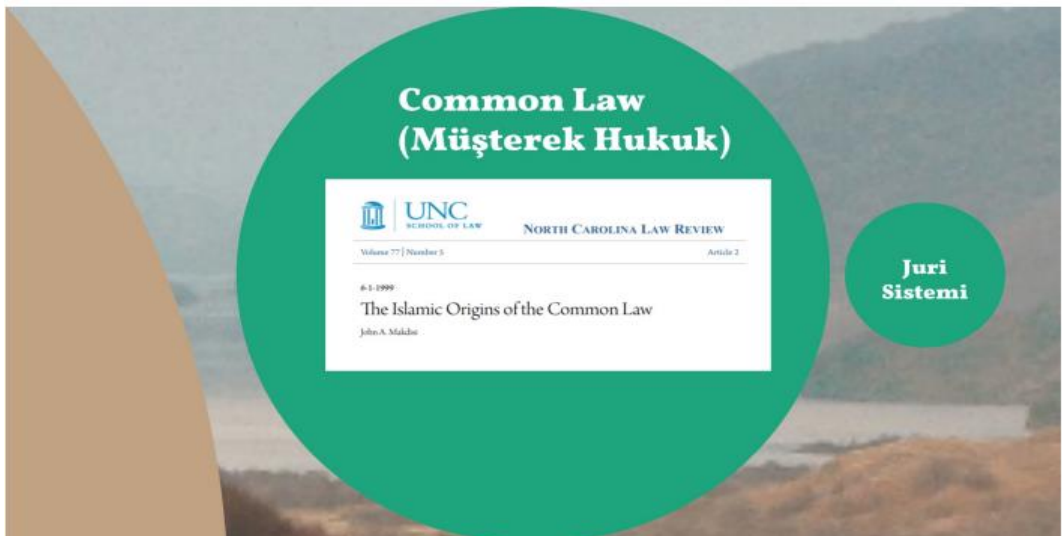 Common Law
(Müşterek Hukuk)
UNC
SCHOOL OF LAW
NORTH CAROLINA LAW REVIEW
Volume 77 | Number 5
Article 2
6-1-1999
The Islamic Origins of the Common Law
John A. Makdisi
Juri
Sistemi